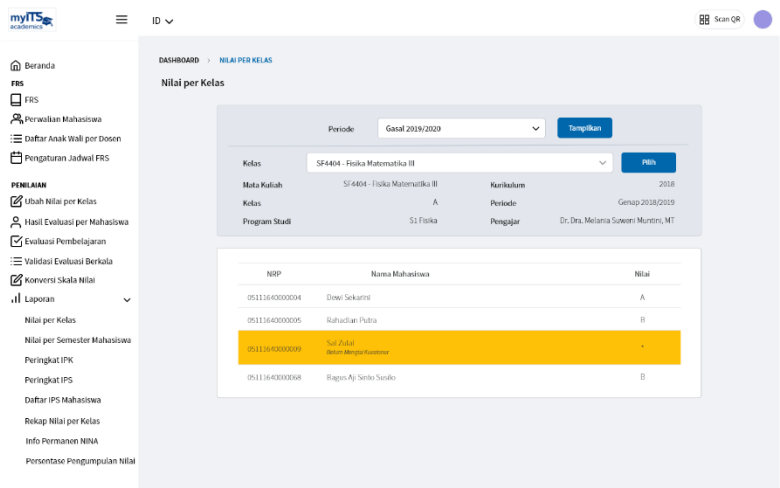 myITS
academics
ID
Scan QR
Beranda
FRS
FRS
Perwalian Mahasiswa
Daftar Anak Wali per Dosen
Pengaturan Jadwal FRS
PENILAIAN
Ubah Nilai per Kelas
Hasil Evaluasi per Mahasiswa
Evaluasi Pembelajaran
Validasi Evaluasi Berkala
Konversi Skala Nilai
Laporan
Nilai per Kelas
Nilai per Semester Mahasiswa
Peringkat IPK
Peringkat IPS
Daftar IPS Mahasiswa
Rekap Nilai per Kelas
Info Permanen NINA
Persentase Pengumpulan Nilai
DASHBOARD > NILAI PER KELAS
Nilai per Kelas
Periode Gasal 2019/2020 Tampilkan
Kelas SF4404 - Fisika Matematika III Pilih
Mata Kuliah SF4404 - Fisika Matematika III Kurikulum 2018
Kelas A Periode Genap 2018/2019
Program Studi S1 Fisika Pengajar Dr. Dra. Melania Suweni Muntini, MT
NRP Nama Mahasiswa Nilai
05111640000004 Dewi Sekarini A
05111640000005 Rahadian Putra B
05111640000009 Sal Zulal *
Belum Mengisi Kuesioner
05111640000068 Bagus Aji Sinto B